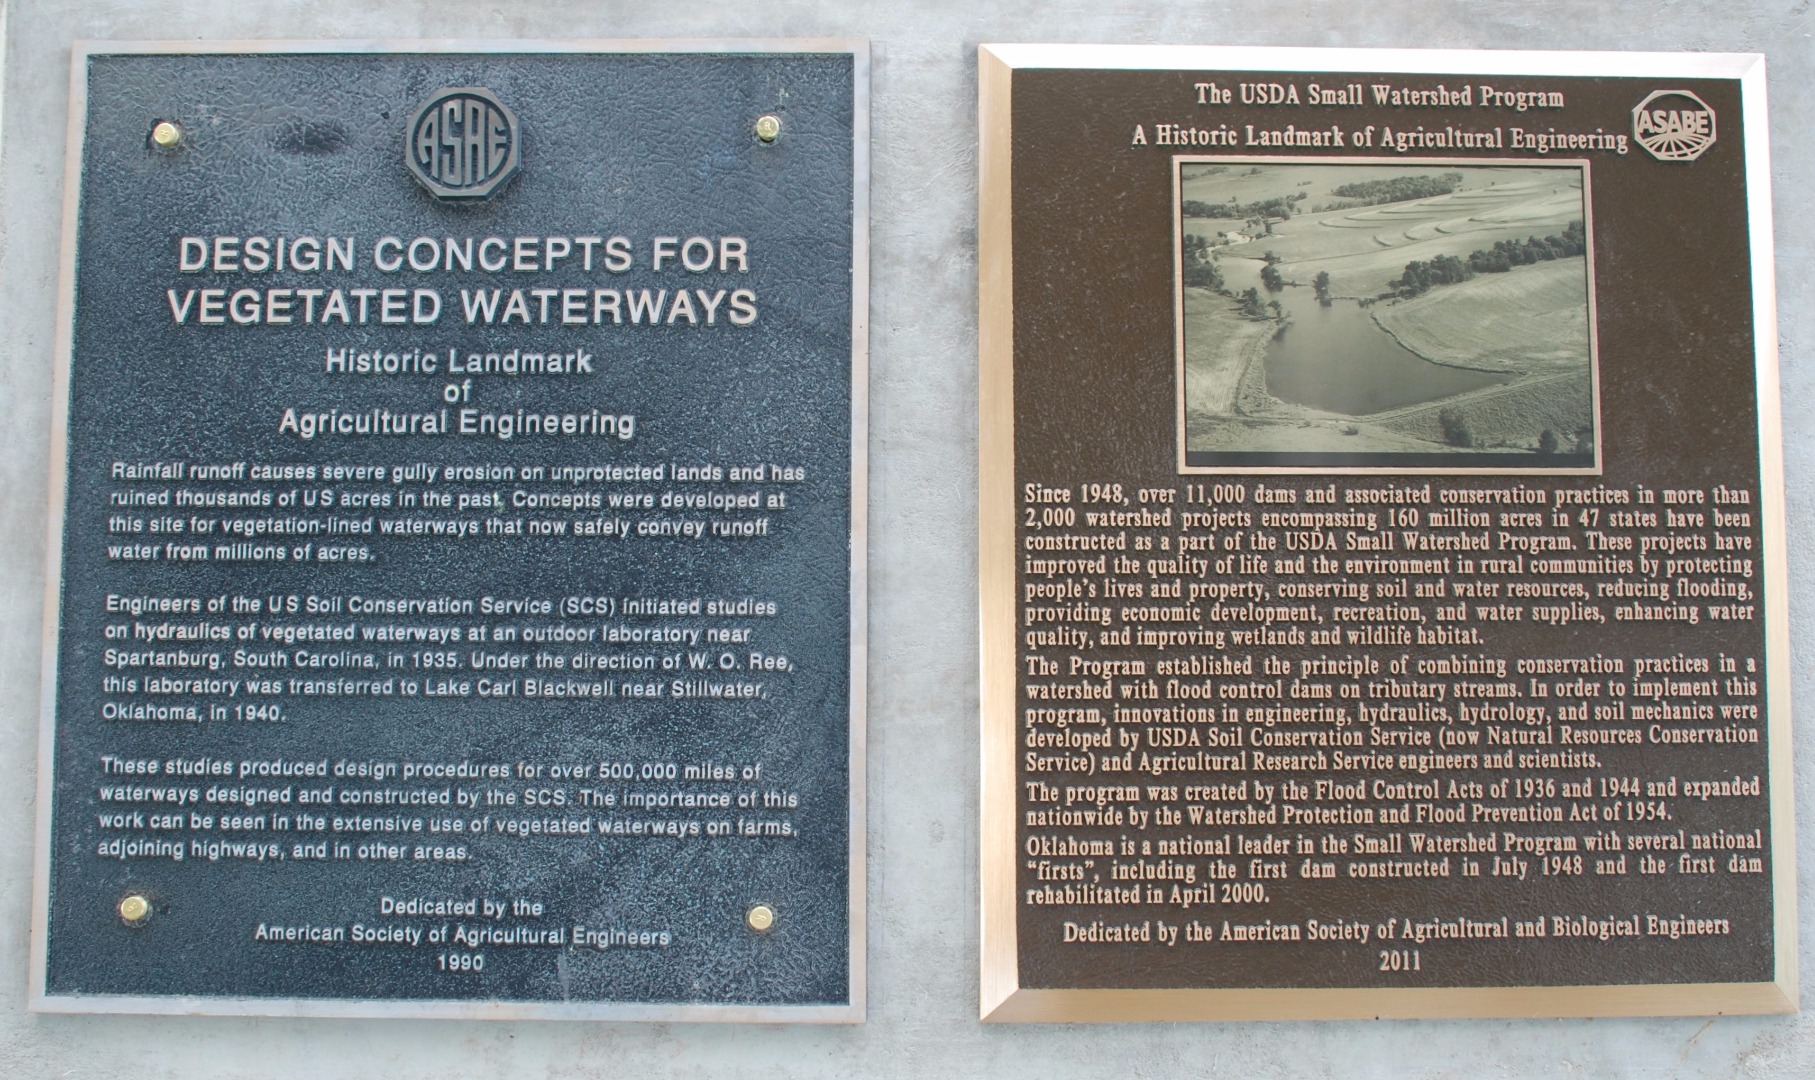 ASAE
DESIGN CONCEPTS FOR
VEGETATED WATERWAYS
Historic Landmark
of
Agricultural Engineering
Rainfall runoff causes severe gully erosion on unprotected lands and has
ruined thousands of US acres in the past. Concepts were developed at
this site for vegetation-lined waterways that now safely convey runoff
water from millions of acres.
Engineers of the US Soil Conservation Service (SCS) initiated studies
on hydraulics of vegetated waterways at an outdoor laboratory near
Spartanburg, South Carolina, in 1935. Under the direction of W. O. Ree,
this laboratory was transferred to Lake Carl Blackwell near Stillwater,
Oklahoma, in 1940.
These studies produced design procedures for over 500,000 miles of
waterways designed and constructed by the SCS. The importance of this
work can be seen in the extensive use of vegetated waterways on farms,
adjoining highways, and in other areas.
Dedicated by the
American Society of Agricultural Engineers
1990
The USDA Small Watershed Program
A Historic Landmark of Agricultural Engineering
ASABE
Since 1948, over 11,000 dams and associated conservation practices in more than
2,000 watershed projects encompassing 160 million acres in 47 states have been
constructed as a part of the USDA Small Watershed Program. These projects have
improved the quality of life and the environment in rural communities by protecting
people's lives and property, conserving soil and water resources, reducing flooding,
providing economic development, recreation, and water supplies, enhancing water
quality, and improving wetlands and wildlife habitat.
The Program established the principle of combining conservation practices in a
watershed with flood control dams on tributary streams. In order to implement this
program, innovations in engineering, hydraulics, hydrology, and soil mechanics were
developed by USDA Soil Conservation Service (now Natural Resources Conservation
Service) and Agricultural Research Service engineers and scientists.
The program was created by the Flood Control Acts of 1936 and 1944 and expanded
nationwide by the Watershed Protection and Flood Prevention Act of 1954.
Oklahoma is a national leader in the Small Watershed Program with several national
"firsts", including the first dam constructed in July 1948 and the first dam
rehabilitated in April 2000.
Dedicated by the American Society of Agricultural and Biological Engineers
2011